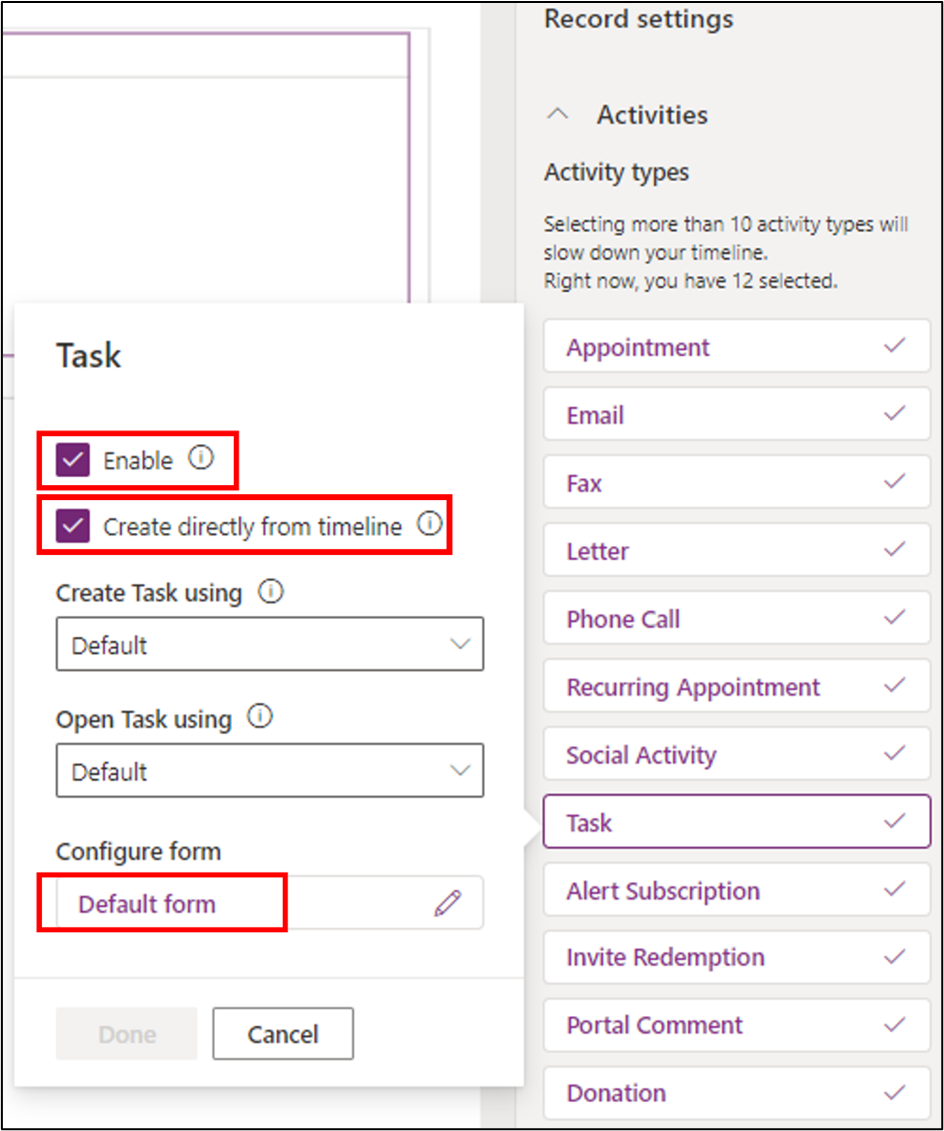 Record settings
Activities
Activity types
Selecting more than 10 activity types will
slow down your timeline.
Right now, you have 12 selected.
Appointment
Email
Fax
Letter
Phone Call
Recurring Appointment
Social Activity
Task
Alert Subscription
Invite Redemption
Portal Comment
Donation
Task
Enable
Create directly from timeline
Create Task using
Default
Open Task using
Default
Configure form
Default form
Done
Cancel